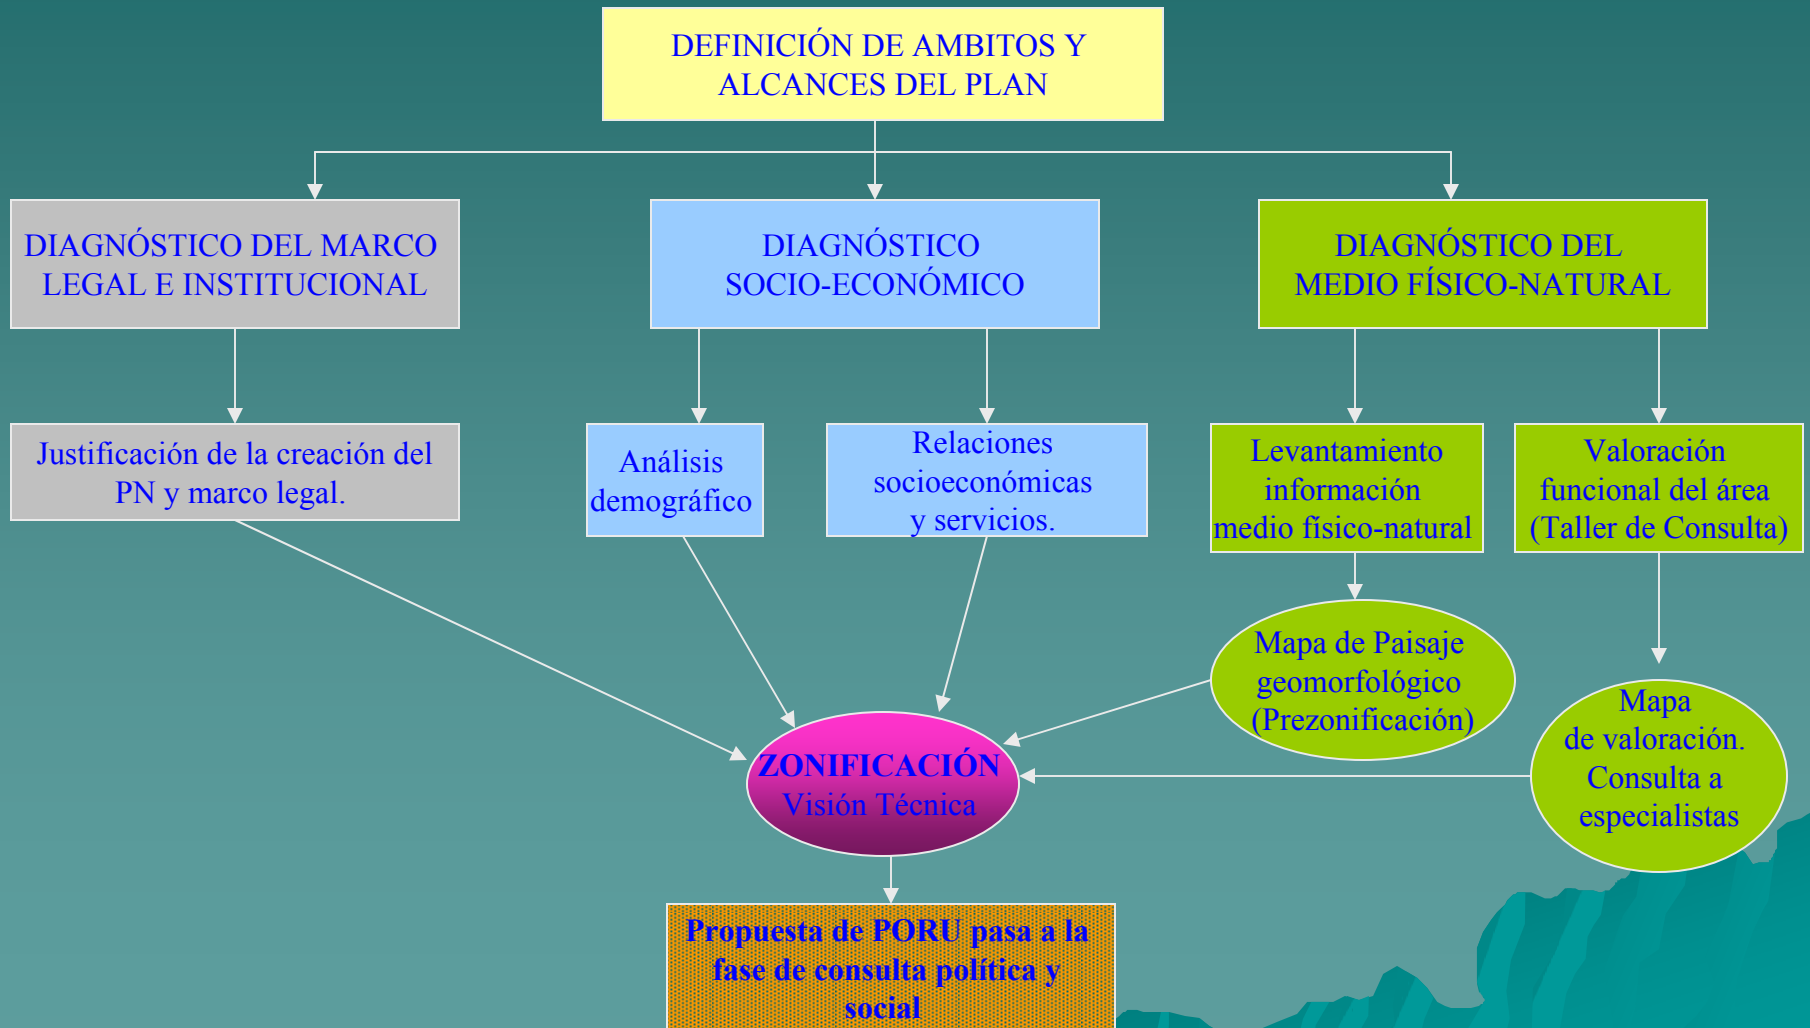 DEFINICIÓN DE AMBITOS Y
ALCANCES DEL PLAN
DIAGNÓSTICO DEL MARCO
LEGAL E INSTITUCIONAL
DIAGNÓSTICO
SOCIO-ECONÓMICO
DIAGNÓSTICO DEL
MEDIO FÍSICO-NATURAL
Justificación de la creación del
PN y marco legal.
Análisis
demográfico
Relaciones
socioeconómicas
y servicios.
Levantamiento
información
medio físico-natural
Valoración
funcional del área
(Taller de Consulta)
Mapa de Paisaje
geomorfológico
(Prezonificación)
Mapa
de valoración.
Consulta a
especialistas
ZONIFICACIÓN
Visión Técnica
Propuesta de PORU pasa a la
fase de consulta política y
social